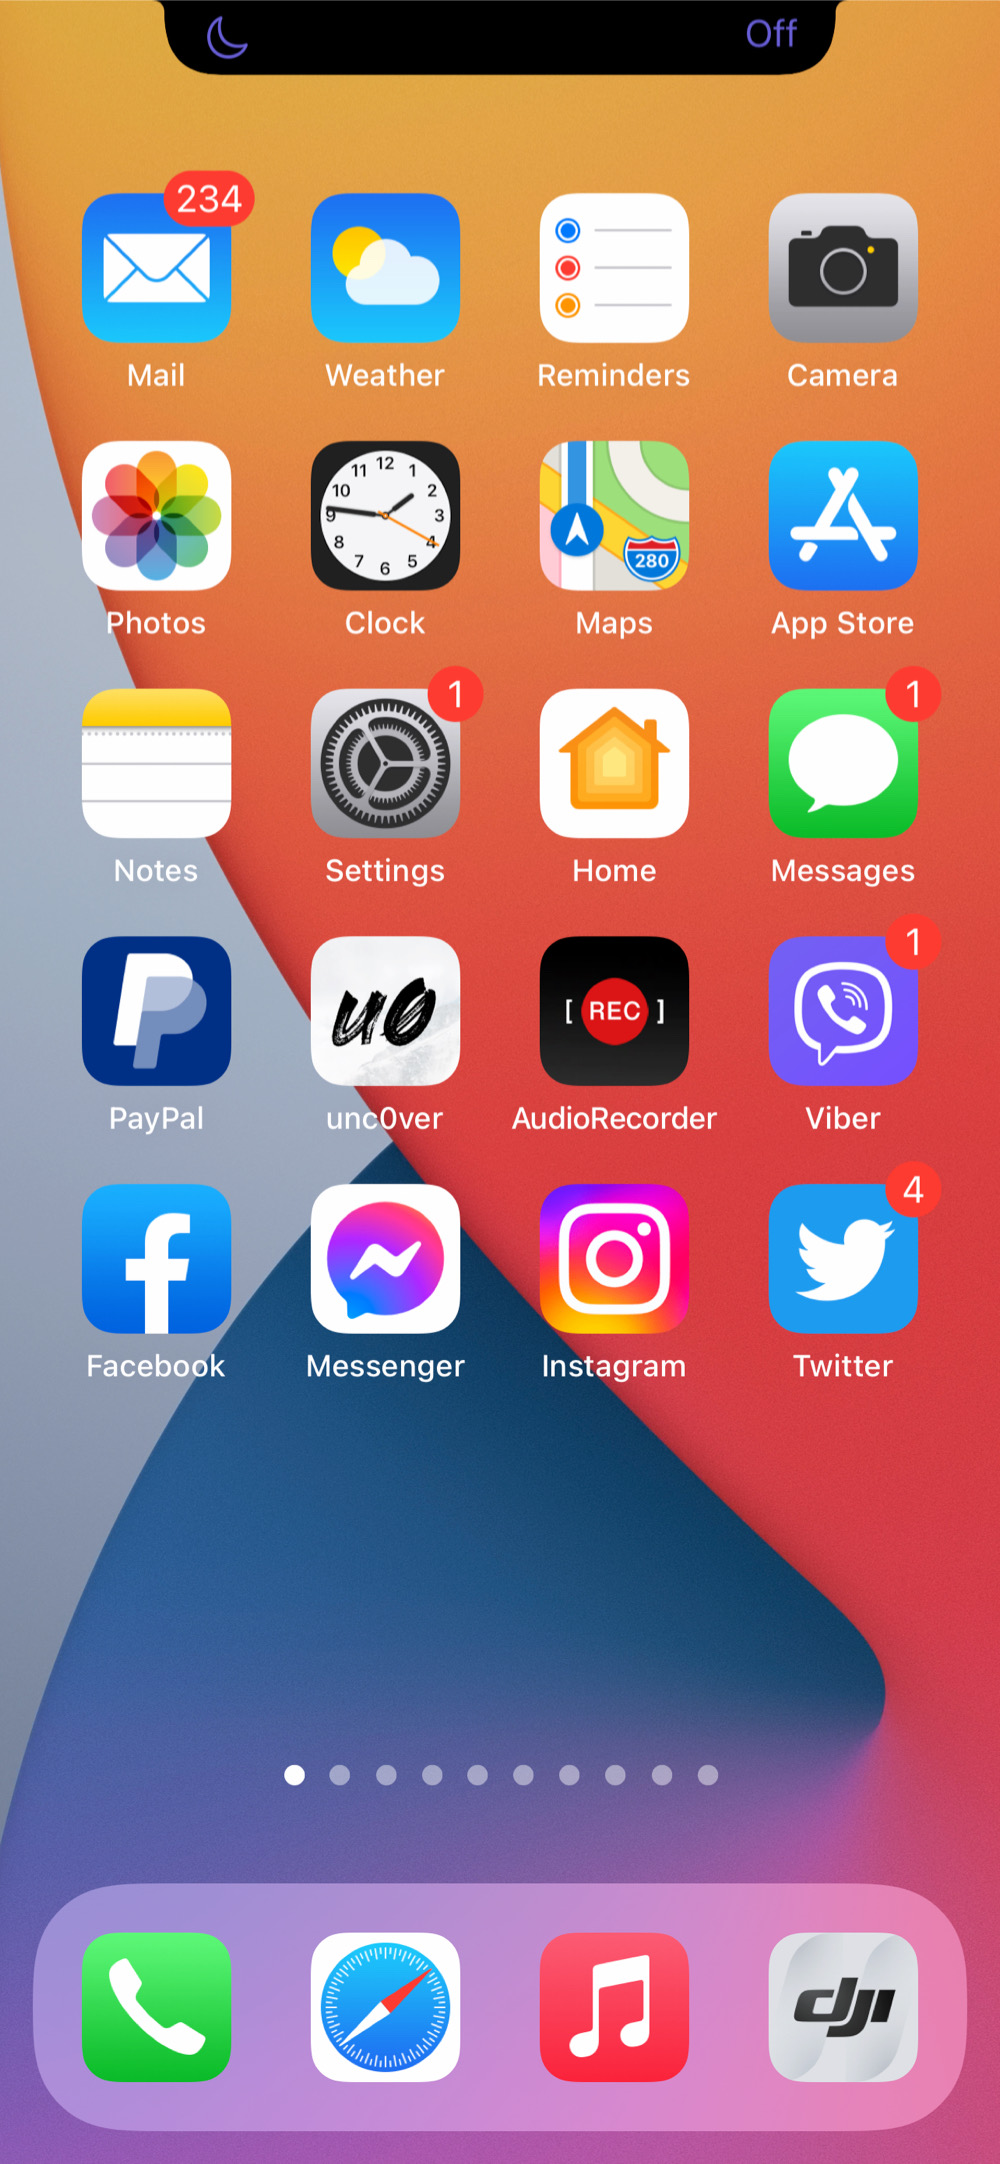 Off
234
Mail Weather Reminders Camera
12
11 1
10 2
9 3
8 4
7 5
6
280
Photos Clock Maps App Store
1 1
Notes Settings Home Messages
1
u0
[ REC ]
PayPal unc0ver AudioRecorder Viber
4
Facebook Messenger Instagram Twitter
dji